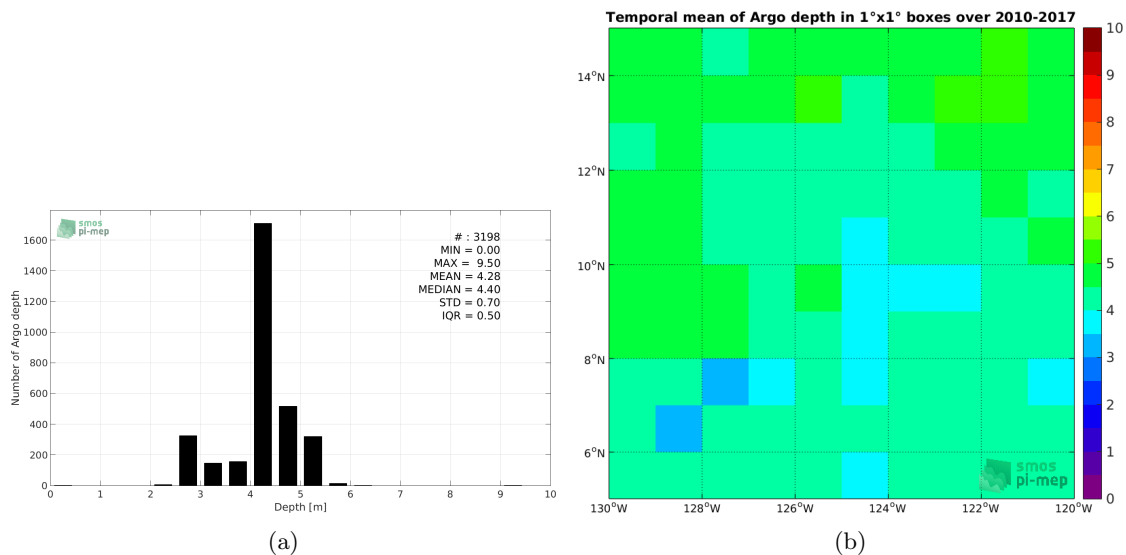 smos
pi-mep
# : 3198
MIN = 0.00
MAX = 9.50
MEAN = 4.28
MEDIAN = 4.40
STD = 0.70
IQR = 0.50
Number of Argo depth
1600
1400
1200
1000
800
600
400
200
0
0 1 2 3 4 5 6 7 8 9 10
Depth [m]
(a)
Temporal mean of Argo depth in 1°x1° boxes over 2010-2017
14°N
12°N
10°N
8°N
6°N
130°W 128°W 126°W 124°W 122°W 120°W
smos
pi-mep
10
9
8
7
6
5
4
3
2
1
0
(b)